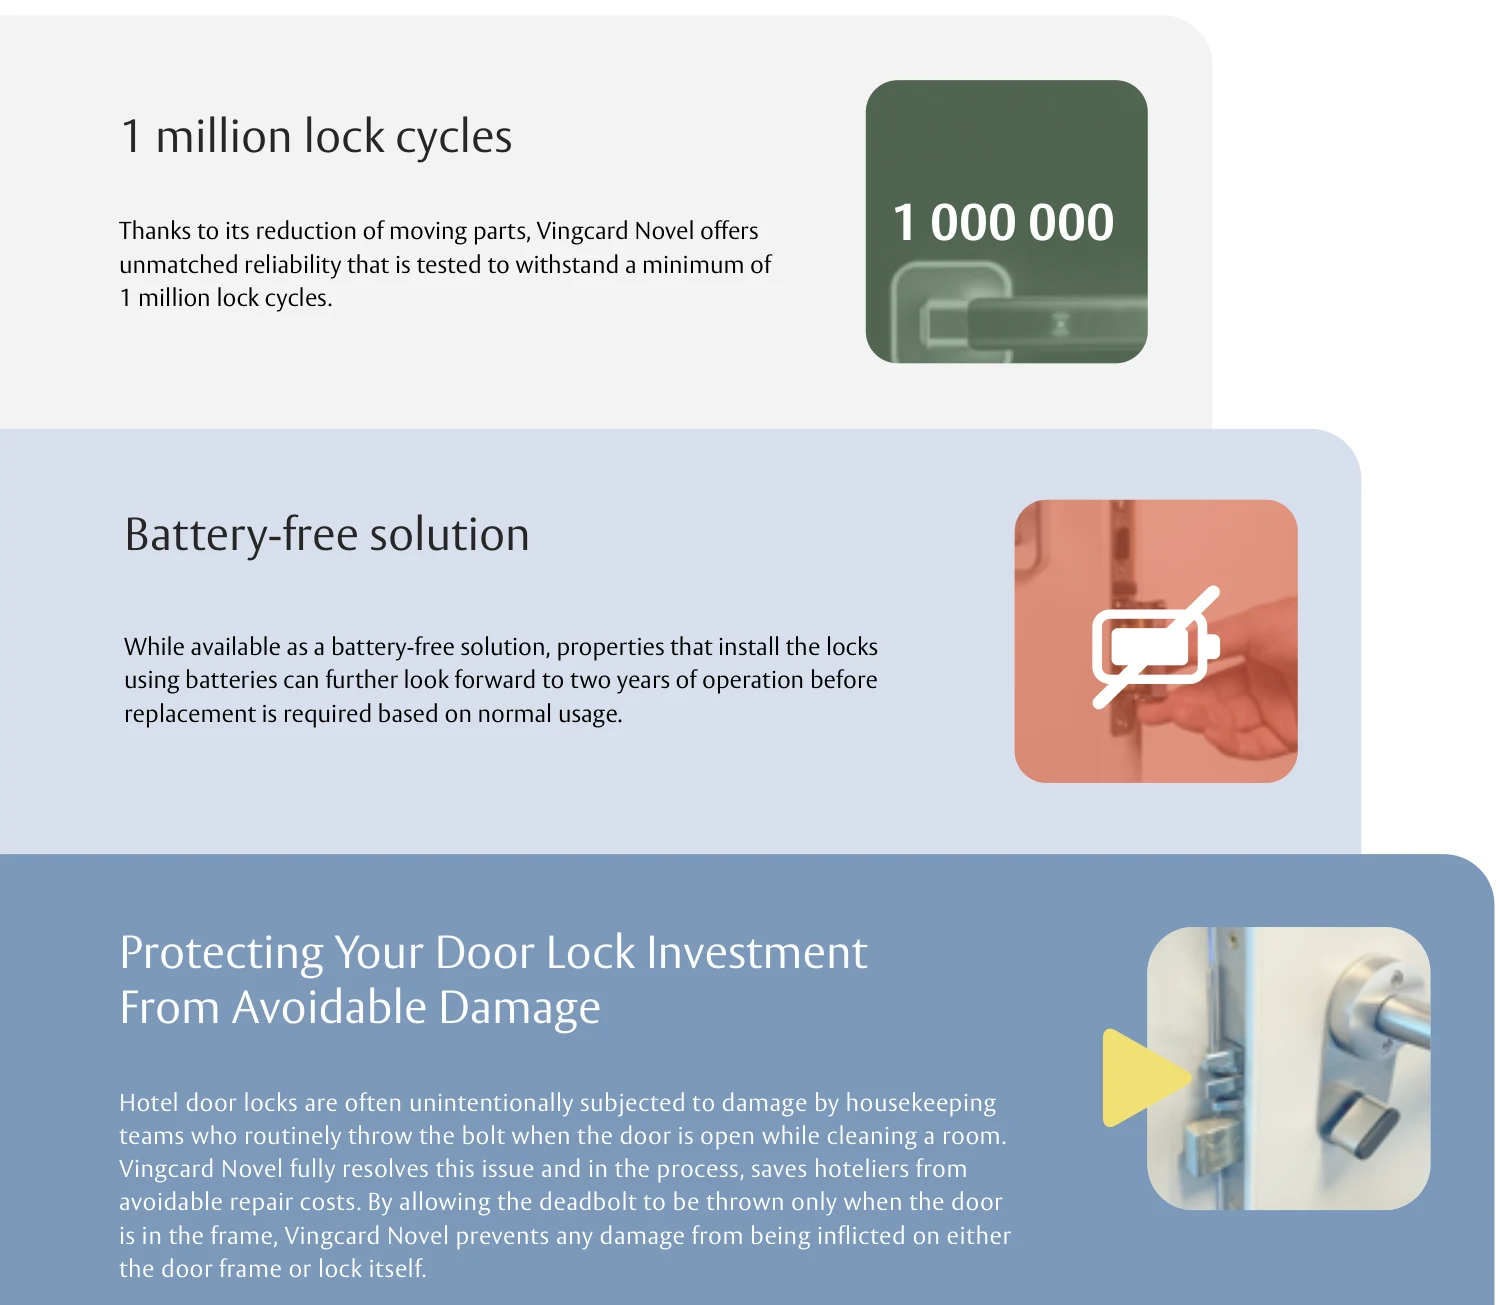 1 million lock cycles
Thanks to its reduction of moving parts, Vingcard Novel offers
unmatched reliability that is tested to withstand a minimum of
1 million lock cycles.
1 000 000
Battery-free solution
While available as a battery-free solution, properties that install the locks
using batteries can further look forward to two years of operation before
replacement is required based on normal usage.
Protecting Your Door Lock Investment
From Avoidable Damage
Hotel door locks are often unintentionally subjected to damage by housekeeping
teams who routinely throw the bolt when the door is open while cleaning a room.
Vingcard Novel fully resolves this issue and in the process, saves hoteliers from
avoidable repair costs. By allowing the deadbolt to be thrown only when the door
is in the frame, Vingcard Novel prevents any damage from being inflicted on either
the door frame or lock itself.